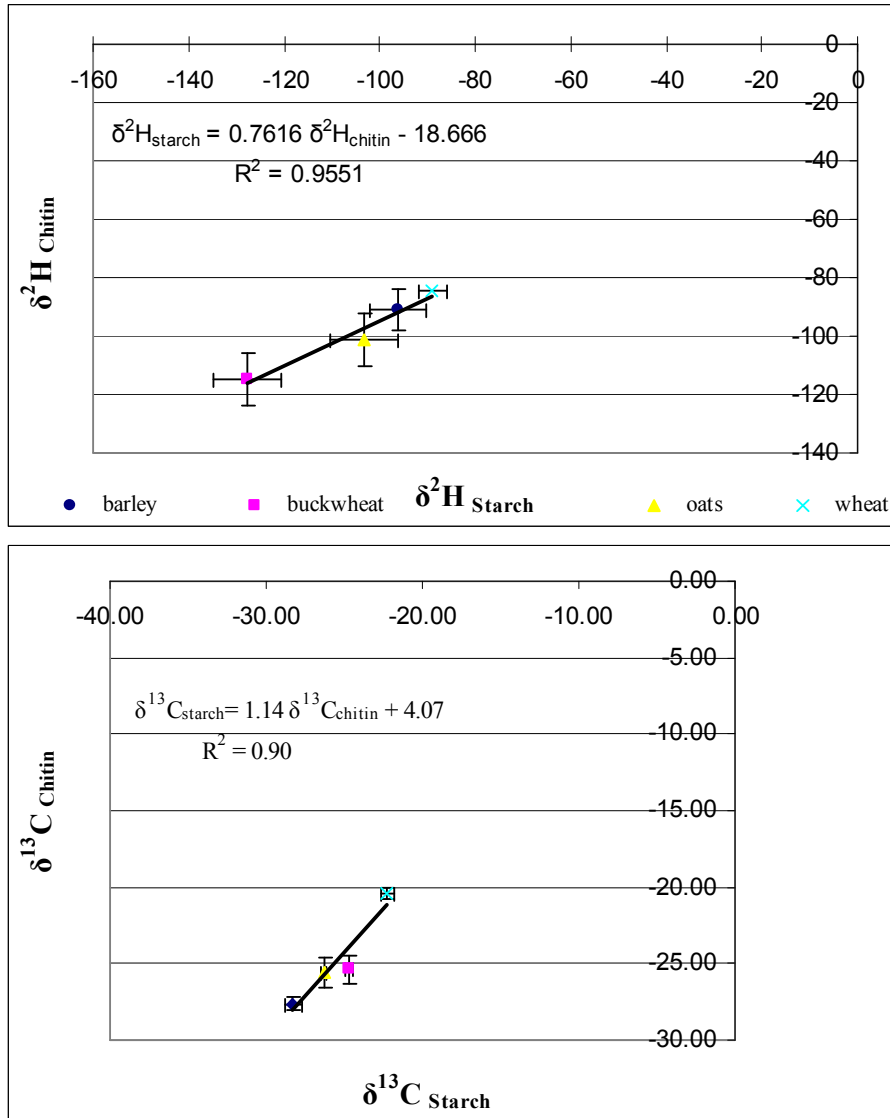 -160 -140 -120 -100 -80 -60 -40 -20 0
0
-20
-40
-60
-80
-100
-120
-140
δ²H_starch = 0.7616 δ²H_chitin - 18.666
R² = 0.9551
δ²H Chitin
δ²H Starch
barley buckwheat oats wheat
-40.00 -30.00 -20.00 -10.00 0.00
0.00
-5.00
-10.00
-15.00
-20.00
-25.00
-30.00
δ¹³C_starch= 1.14 δ¹³C_chitin + 4.07
R² = 0.90
δ¹³C Chitin
δ¹³C Starch